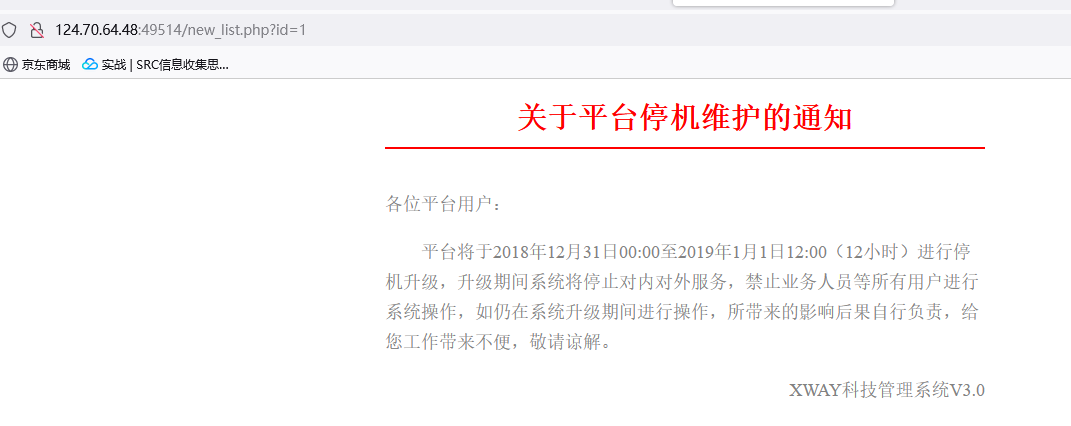 124.70.64.48:49514/new_list.php?id=1
京东商城 实战 | SRC信息收集思...
关于平台停机维护的通知
各位平台用户：
平台将于2018年12月31日00:00至2019年1月1日12:00（12小时）进行停
机升级，升级期间系统将停止对内对外服务，禁止业务人员等所有用户进行
系统操作，如仍在系统升级期间进行操作，所带来的影响后果自行负责，给
您工作带来不便，敬请谅解。
XWAY科技管理系统V3.0